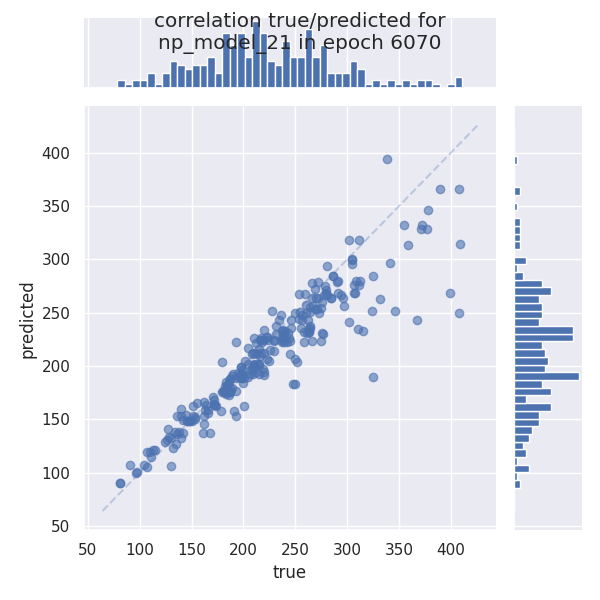 correlation true/predicted for
np_model_21 in epoch 6070
400
350
300
250
200
150
100
50
predicted
50 100 150 200 250 300 350 400
true